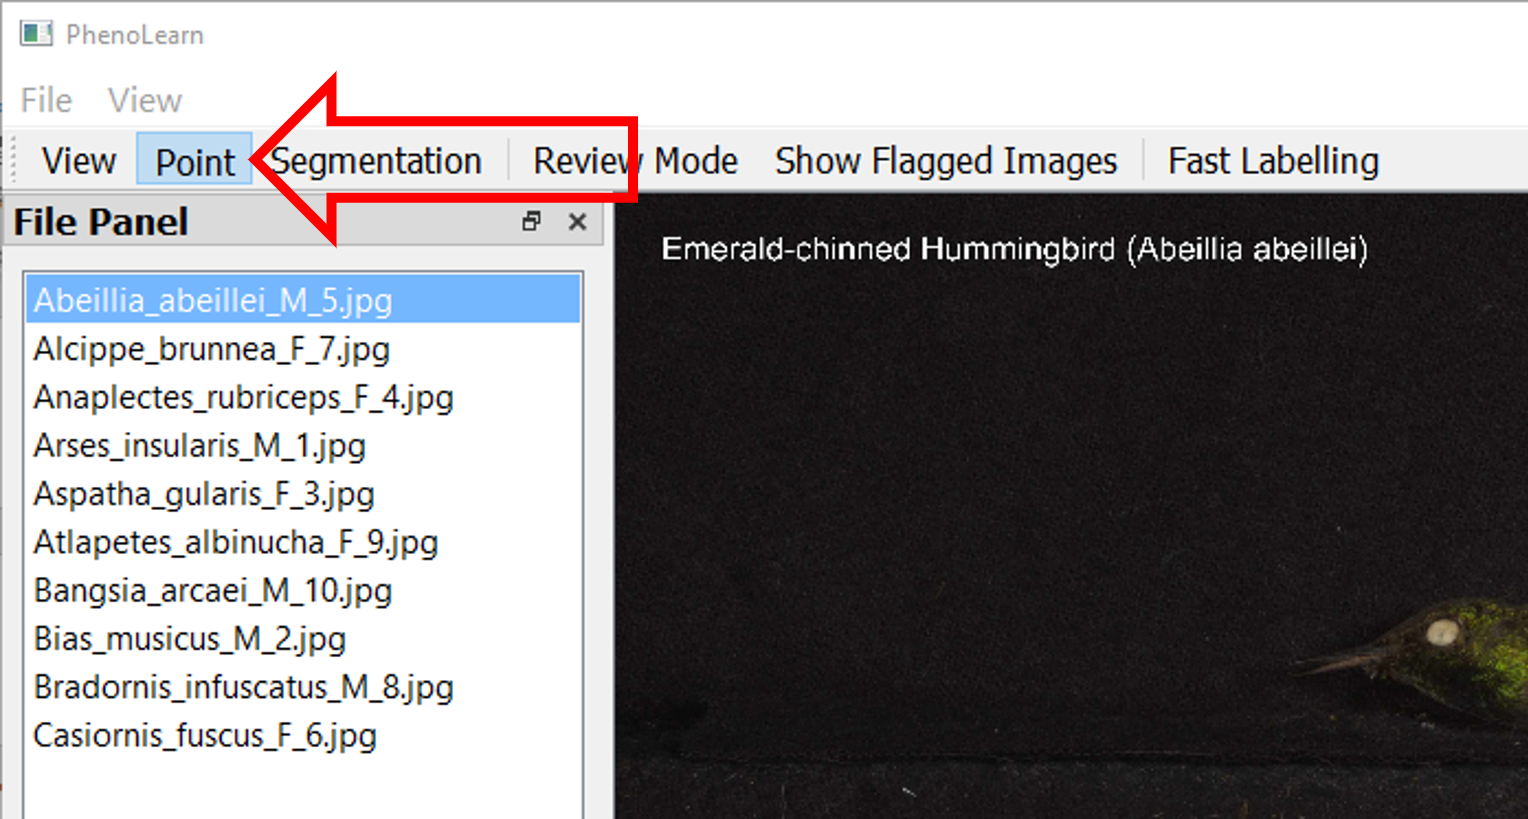 PhenoLearn
File View
View Point Segmentation Review Mode Show Flagged Images Fast Labelling
File Panel
Emerald-chinned Hummingbird (Abeillia abeillei)
Abeillia_abeillei_M_5.jpg
Alcippe_brunnea_F_7.jpg
Anaplectes_rubriceps_F_4.jpg
Arses_insularis_M_1.jpg
Aspatha_gularis_F_3.jpg
Atlapetes_albinucha_F_9.jpg
Bangsia_arcaei_M_10.jpg
Bias_musicus_M_2.jpg
Bradornis_infuscatus_M_8.jpg
Casiornis_fuscus_F_6.jpg